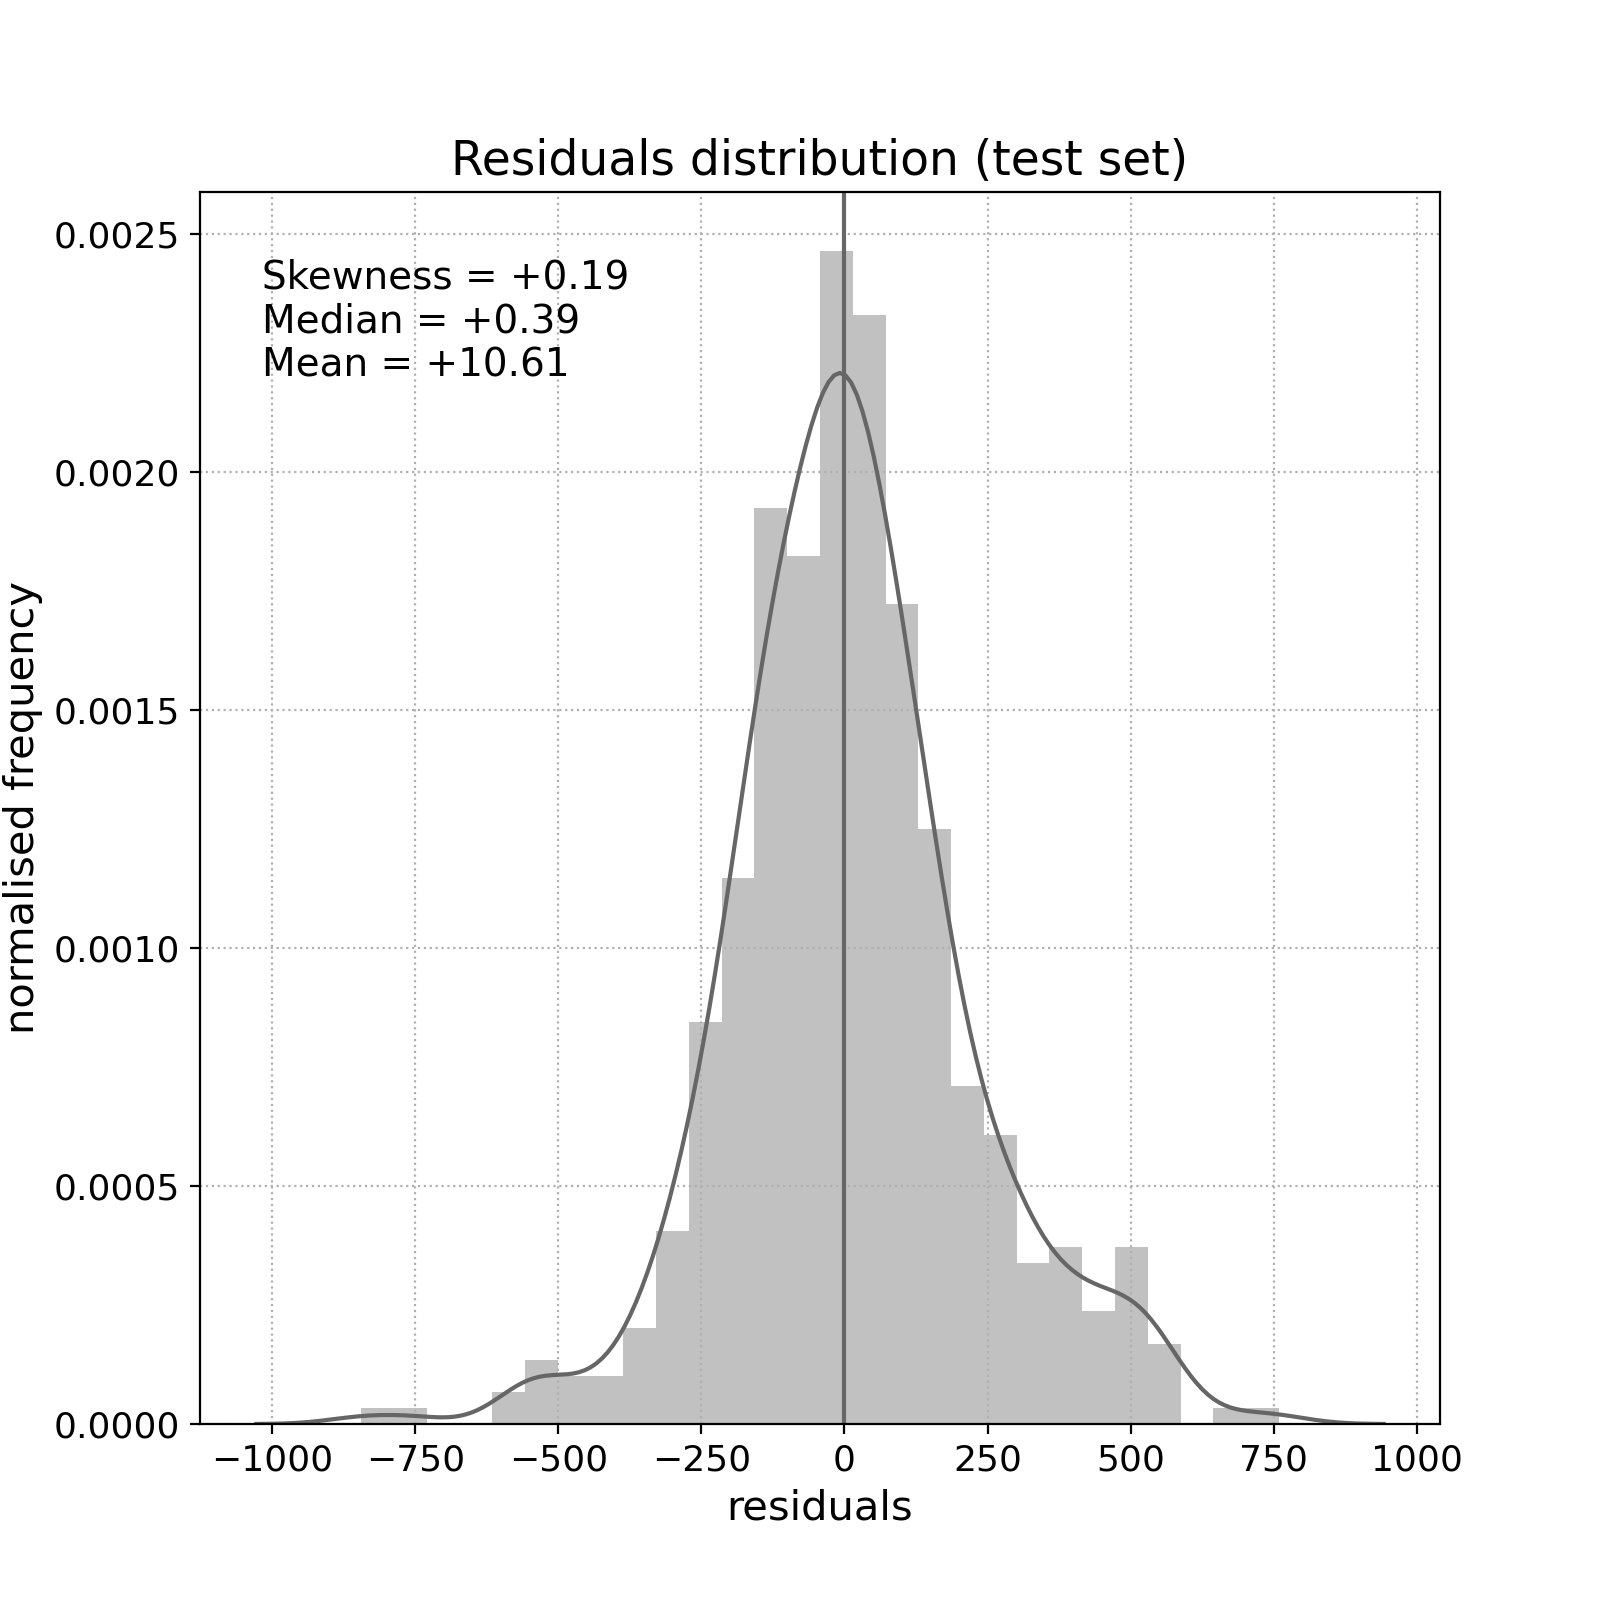 Residuals distribution (test set)
Skewness = +0.19
Median = +0.39
Mean = +10.61
normalised frequency
0.0025
0.0020
0.0015
0.0010
0.0005
0.0000
−1000 −750 −500 −250 0 250 500 750 1000
residuals